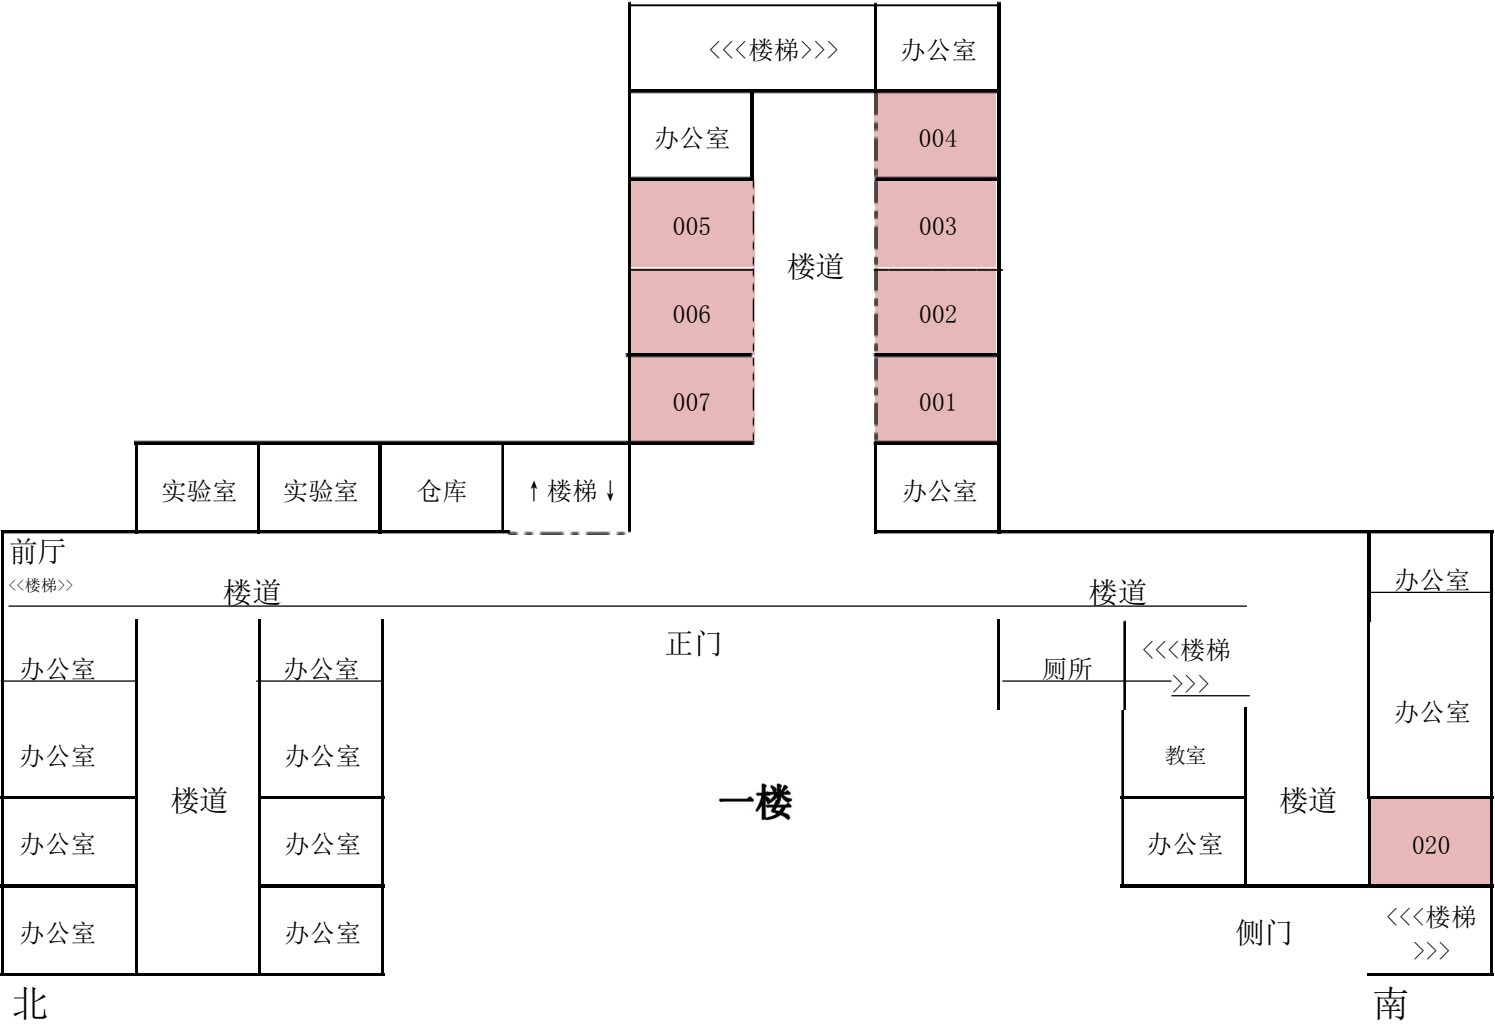 <<<楼梯>>> 办公室
办公室 004
005 003
楼道
006 002
007 001
实验室 实验室 仓库 ↑楼梯↓ 办公室
前厅
<<楼梯>> 楼道 楼道 办公室
正门
办公室 办公室 厕所 <<<楼梯
>>>
办公室
办公室 办公室 教室
楼道 一楼 楼道
办公室 办公室 办公室 020
办公室 办公室 侧门 <<<楼梯
>>>
北 南